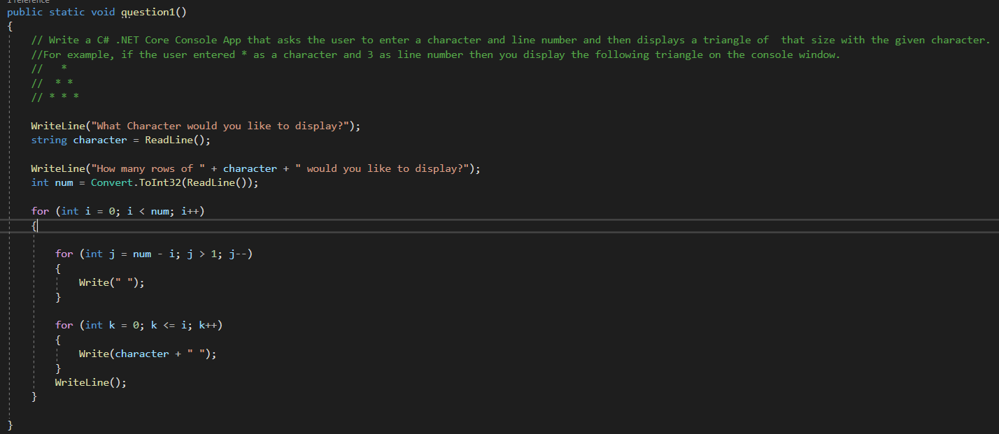 1 reference
public static void question1()
{
    // Write a C# .NET Core Console App that asks the user to enter a character and line number and then displays a triangle of  that size with the given character.
    //For example, if the user entered * as a character and 3 as line number then you display the following triangle on the console window.
    //   *
    //  * *
    // * * *

    WriteLine("What Character would you like to display?");
    string character = ReadLine();

    WriteLine("How many rows of " + character + " would you like to display?");
    int num = Convert.ToInt32(ReadLine());

    for (int i = 0; i < num; i++)
    {

        for (int j = num - i; j > 1; j--)
        {
            Write(" ");
        }

        for (int k = 0; k <= i; k++)
        {
            Write(character + " ");
        }
        WriteLine();
    }

}